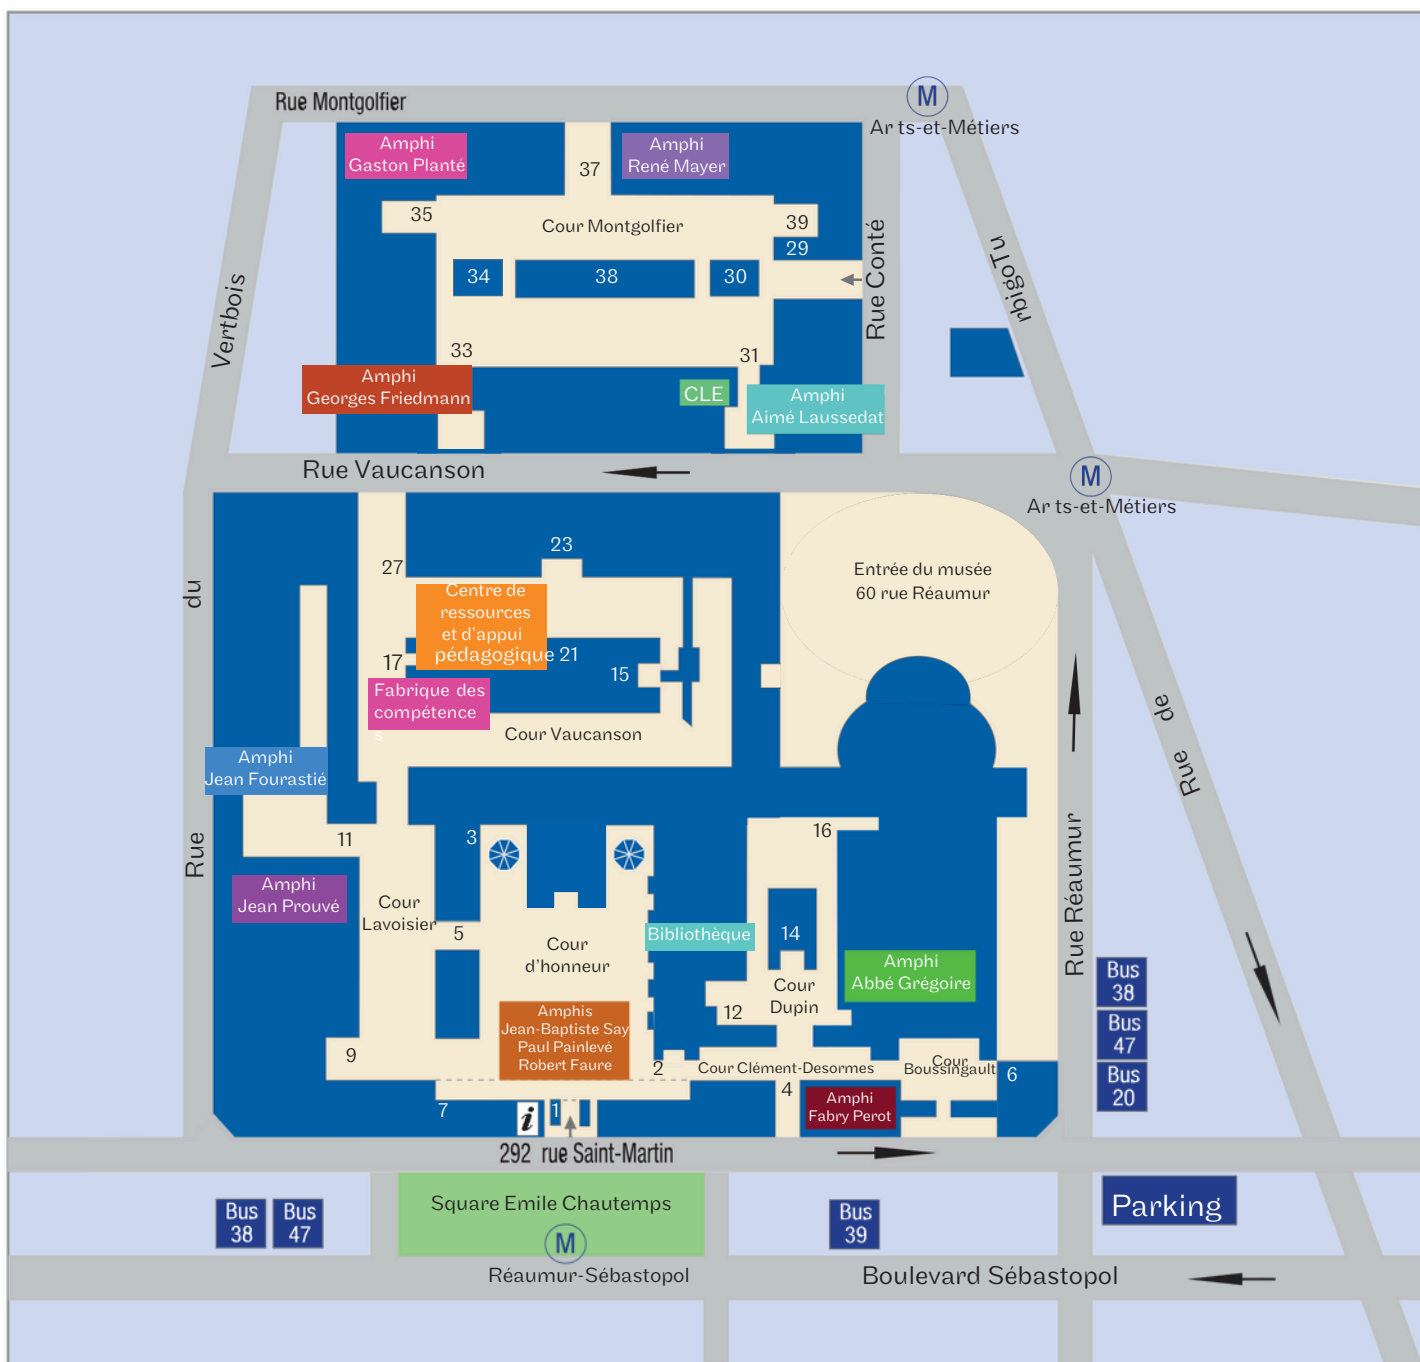 Rue Montgolfier
M
Ar ts-et-Métiers
Amphi
Gaston Planté
Amphi
René Mayer
37
35
Cour Montgolfier
39
29
34
38
30
Rue Conté
rbigoTu
Vertbois
33
31
Amphi
Georges Friedmann
CLE
Amphi
Aimé Laussedat
Rue Vaucanson
M
Ar ts-et-Métiers
23
27
Entrée du musée
60 rue Réaumur
du
Centre de
ressources
et d'appui
pédagogique 21
17
15
Fabrique des
compétence
s
Cour Vaucanson
Rue de
Amphi
Jean Fourastié
11
3
16
Rue
Rue Réaumur
Amphi
Jean Prouvé
Cour
Lavoisier
5
Cour
d'honneur
Bibliothèque
14
Amphi
Abbé Grégoire
Cour
Dupin
12
Bus
38
Bus
47
Bus
20
Amphis
Jean-Baptiste Say
Paul Painlevé
Robert Faure
9
2
Cour Clément-Desormes
Cour
Boussingault
6
4
7
i
1
Amphi
Fabry Perot
292 rue Saint-Martin
Bus
38
Bus
47
Square Emile Chautemps
M
Réaumur-Sébastopol
Bus
39
Parking
Boulevard Sébastopol